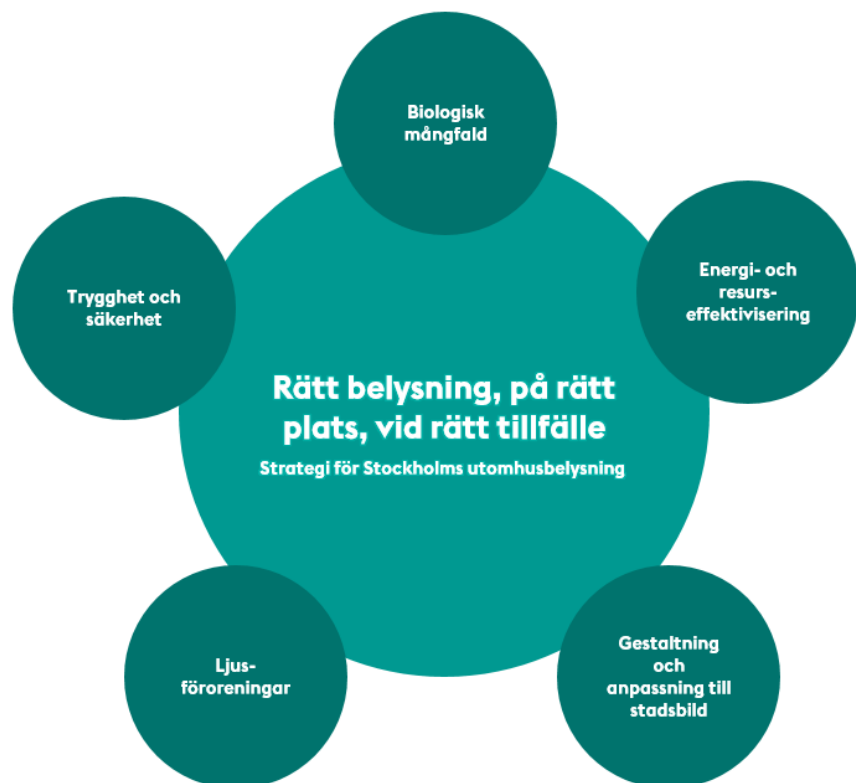 Biologisk
mångfald
Energi- och
resurs-
effektivisering
Trygghet och
säkerhet
Rätt belysning, på rätt
plats, vid rätt tillfälle
Strategi för Stockholms utomhusbelysning
Ljus-
föroreningar
Gestaltning
och
anpassning till
stadsbild